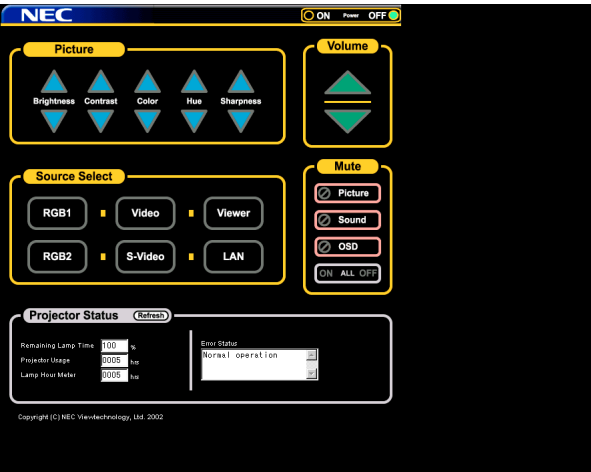 NEC
ON Power OFF
Picture
Brightness Contrast Color Hue Sharpness
Volume
Source Select
RGB1 Video Viewer
RGB2 S-Video LAN
Mute
Picture
Sound
OSD
ON ALL OFF
Projector Status Refresh
Remaining Lamp Time 100 %
Projector Usage 0005 hrs
Lamp Hour Meter 0005 hrs
Error Status
Normal operation
Copyright (C) NEC Viewtechnology, Ltd. 2002